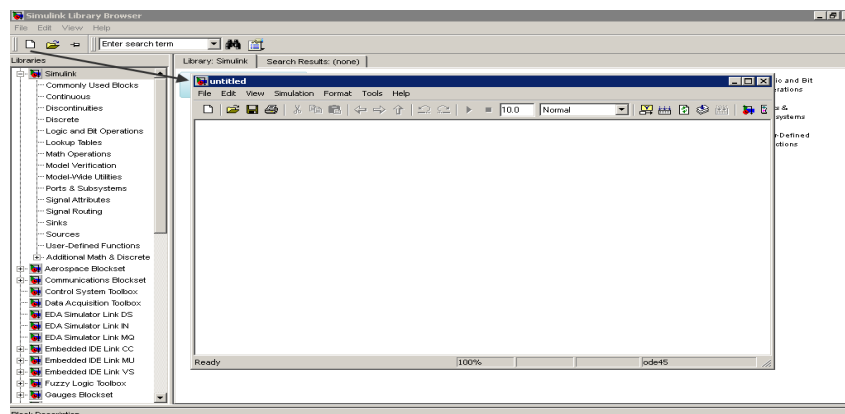 Simulink Library Browser
File Edit View Help
Enter search term
Libraries
Library: Simulink
Search Results: (none)
Simulink
Commonly Used Blocks
Continuous
Discontinuities
Discrete
Logic and Bit Operations
Lookup Tables
Math Operations
Model Verification
Model-Wide Utilities
Ports & Subsystems
Signal Attributes
Signal Routing
Sinks
Sources
User-Defined Functions
Additional Math & Discrete
Aerospace Blockset
Communications Blockset
Control System Toolbox
Data Acquisition Toolbox
EDA Simulator Link DS
EDA Simulator Link IN
EDA Simulator Link MQ
Embedded IDE Link CC
Embedded IDE Link MU
Embedded IDE Link VS
Fuzzy Logic Toolbox
Gauges Blockset
untitled
File Edit View Simulation Format Tools Help
10.0
Normal
Ready
100%
ode45
and Bit
Block Description